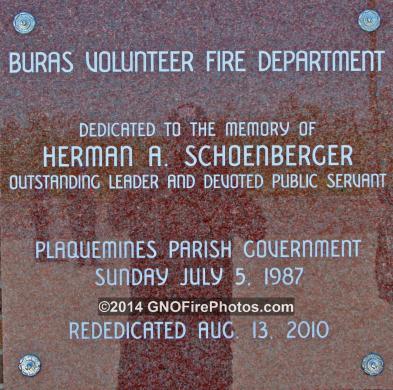 BURAS VOLUNTEER FIRE DEPARTMENT
DEDICATED TO THE MEMORY OF
HERMAN A. SCHOENBERGER
OUTSTANDING LEADER AND DEVOTED PUBLIC SERVANT
PLAQUEMINES PARISH GOVERNMENT
SUNDAY JULY 5, 1987
©2014 GNOFirePhotos.com
REDEDICATED AUG. 13, 2010